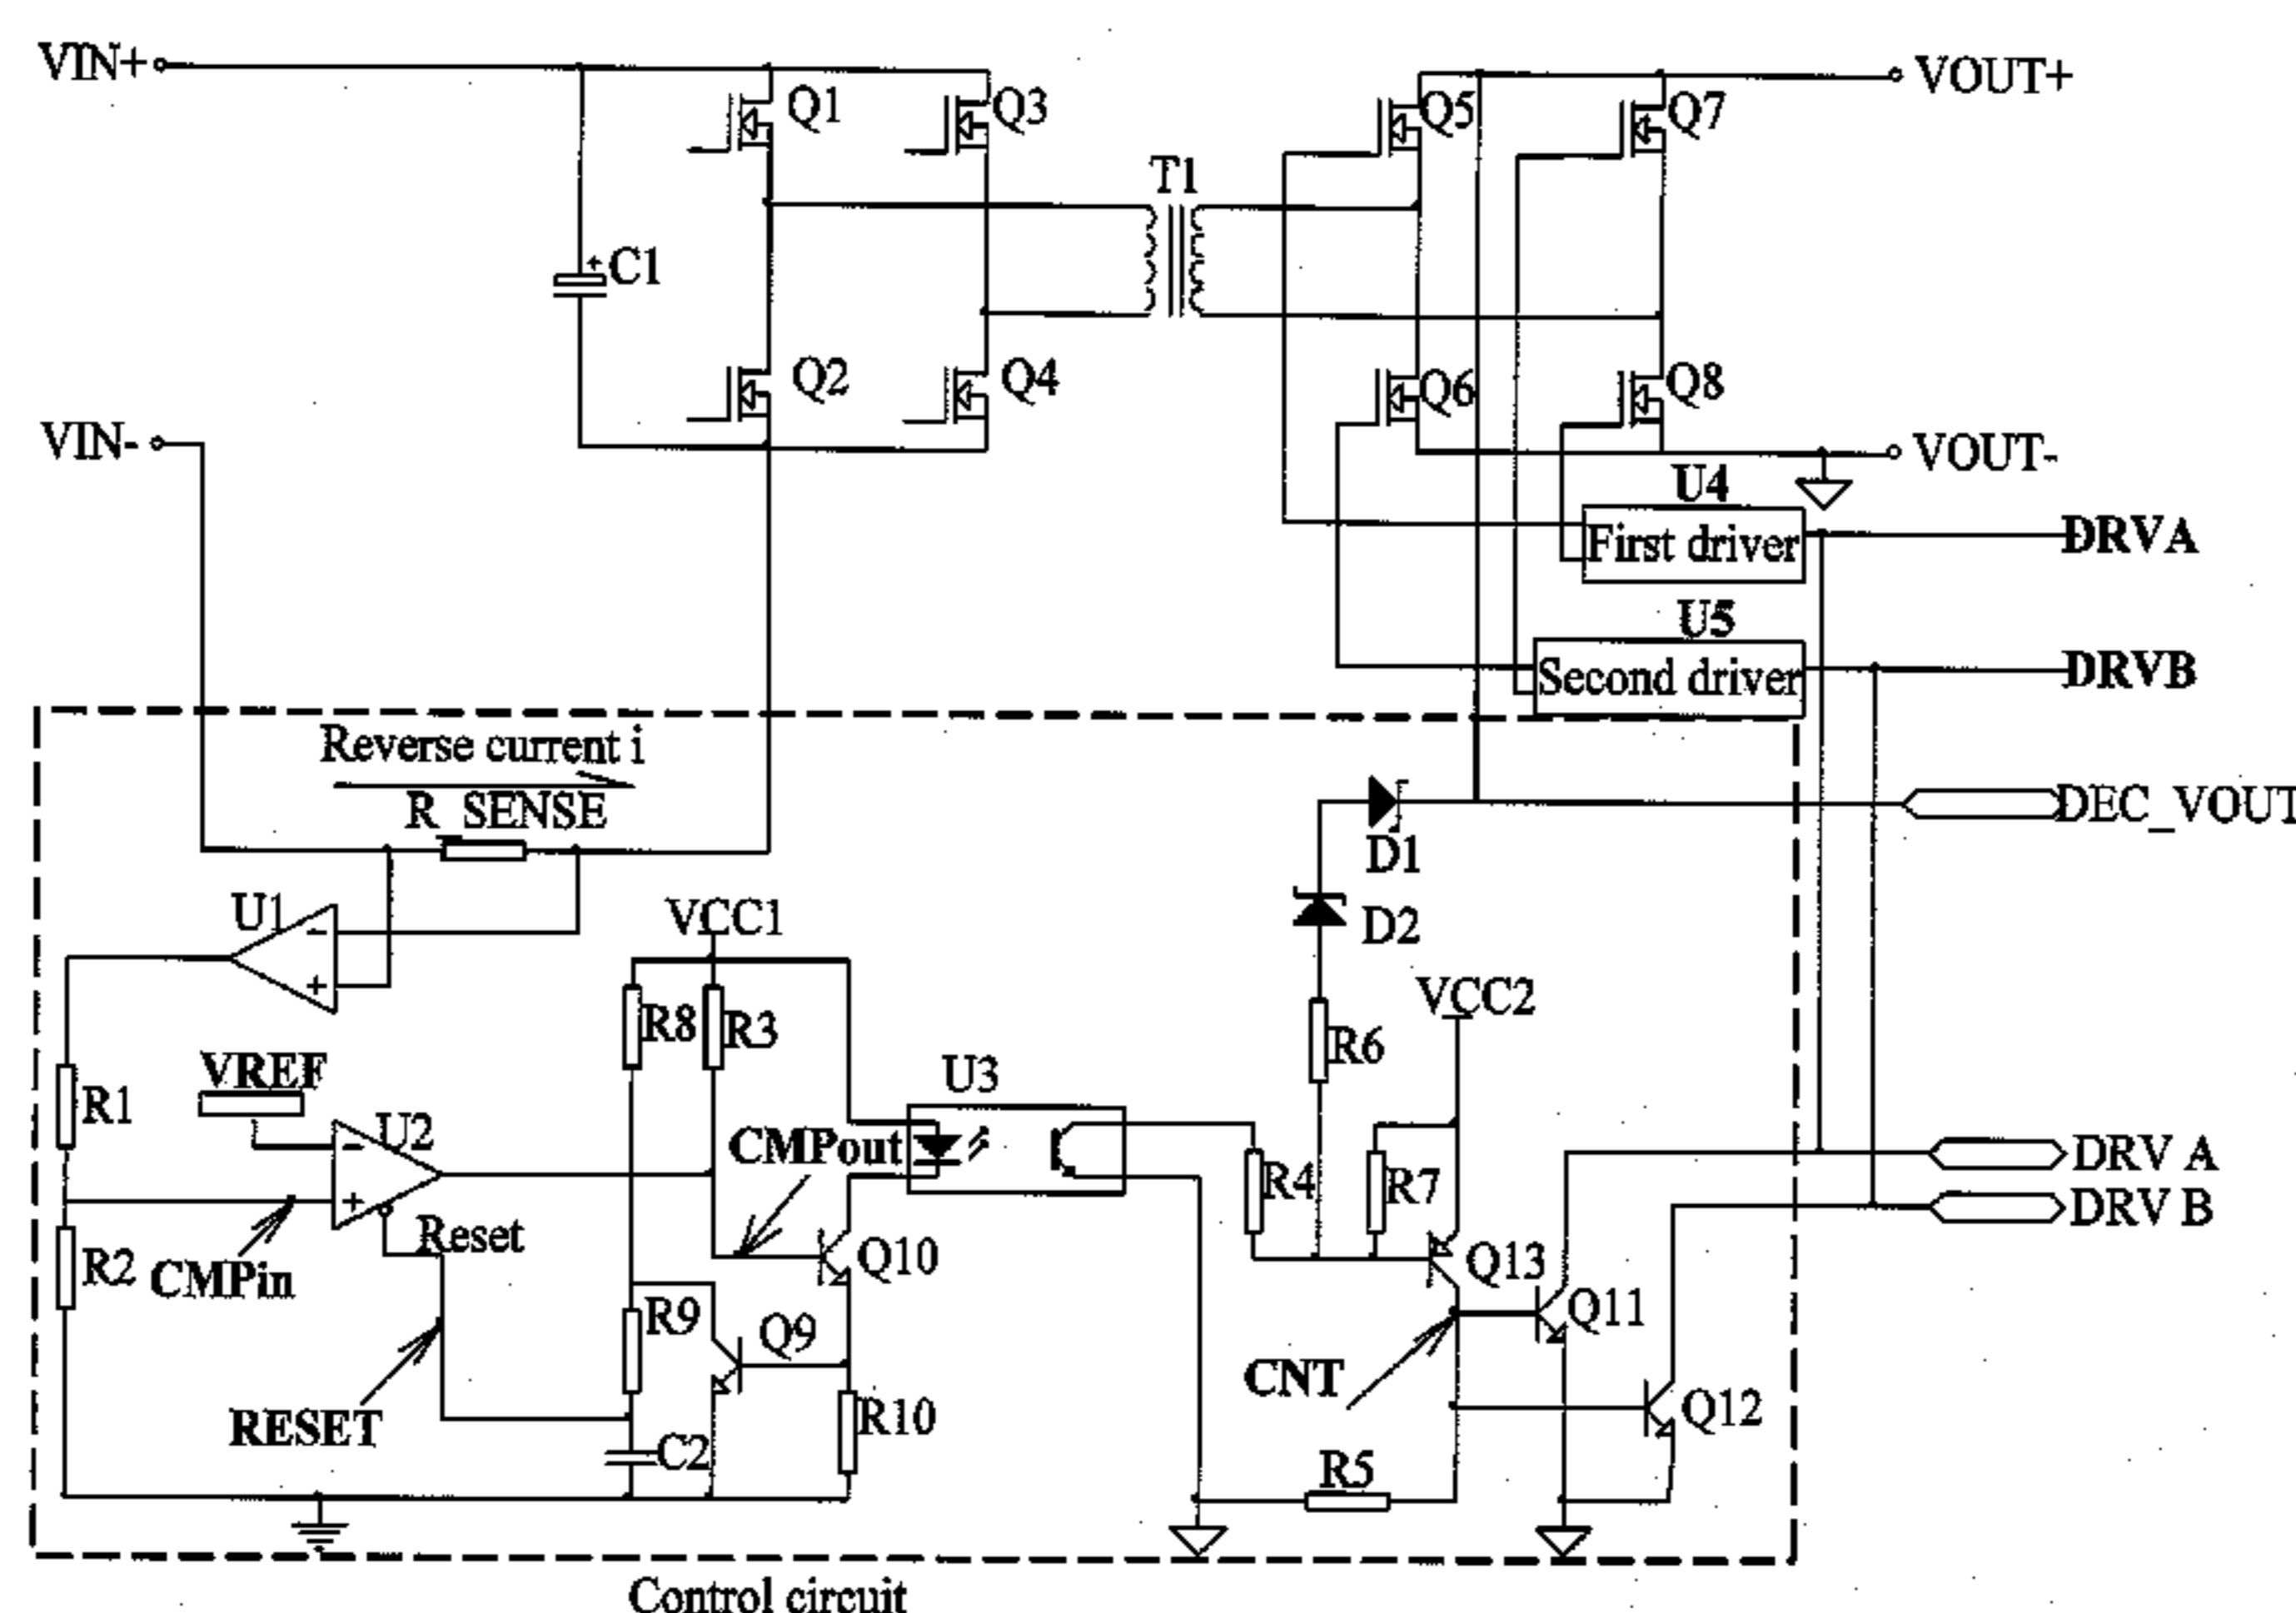 VIN+
Q1
Q3
Q5
Q7
VOUT+
T1
C1
Q2
Q4
Q6
Q8
VIN-
VOUT-
U4
First driver
DRVA
U5
Second driver
DRVB
Reverse current i
R_SENSE
D1
DEC_VOUT
U1
-
+
VCC1
D2
R8
R3
VCC2
R6
VREF
R1
U2
-
+
CMPout
U3
R4
R7
DRV A
DRV B
Reset
R2
CMPin
Q10
Q13
Q11
R9
Q9
CNT
Q12
RESET
R10
C2
R5
Control circuit